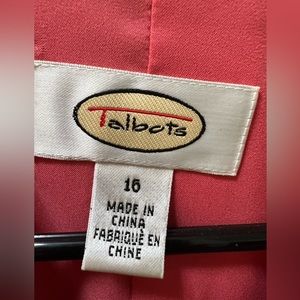 Talbots
16
MADE IN
CHINA
FABRIQUÉ EN
CHINE